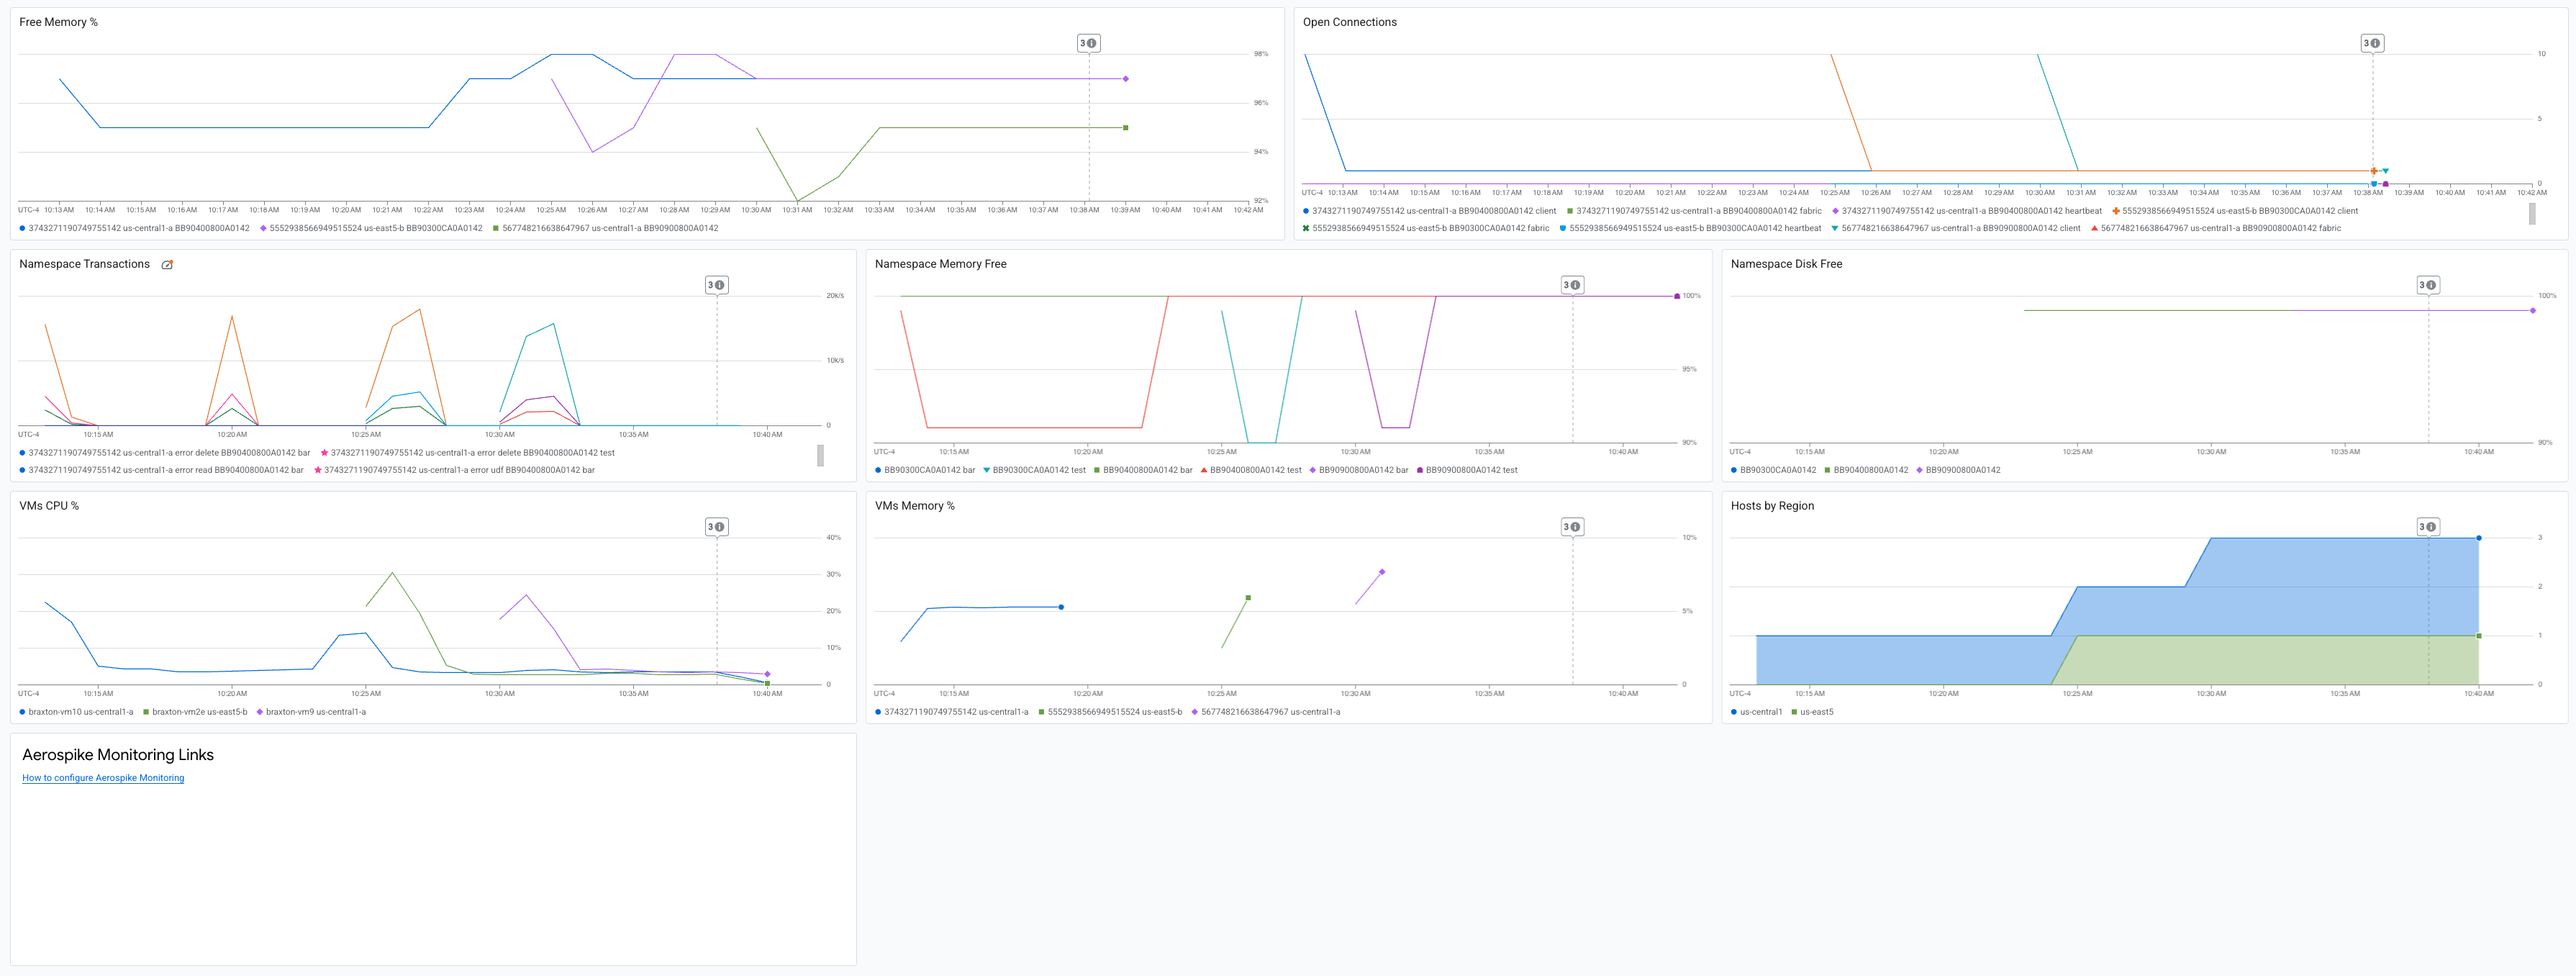 Free Memory %
3
98%
96%
94%
92%
UTC-4 10:13 AM 10:14 AM 10:15 AM 10:16 AM 10:17 AM 10:18 AM 10:19 AM 10:20 AM 10:21 AM 10:22 AM 10:23 AM 10:24 AM 10:25 AM 10:26 AM 10:27 AM 10:28 AM 10:29 AM 10:30 AM 10:31 AM 10:32 AM 10:33 AM 10:34 AM 10:35 AM 10:36 AM 10:37 AM 10:38 AM 10:39 AM 10:40 AM 10:41 AM 10:42 AM
3743271190749755142 us-central1-a BB90400800A0142 5552938566949515524 us-east5-b BB90300CA0A0142 567748216638647967 us-central1-a BB90900800A0142
Open Connections
3
10
5
0
UTC-4 10:13 AM 10:14 AM 10:15 AM 10:16 AM 10:17 AM 10:18 AM 10:19 AM 10:20 AM 10:21 AM 10:22 AM 10:23 AM 10:24 AM 10:25 AM 10:26 AM 10:27 AM 10:28 AM 10:29 AM 10:30 AM 10:31 AM 10:32 AM 10:33 AM 10:34 AM 10:35 AM 10:36 AM 10:37 AM 10:38 AM 10:39 AM 10:40 AM 10:41 AM 10:42 AM
3743271190749755142 us-central1-a BB90400800A0142 client 3743271190749755142 us-central1-a BB90400800A0142 fabric 3743271190749755142 us-central1-a BB90400800A0142 heartbeat 5552938566949515524 us-east5-b BB90300CA0A0142 client
5552938566949515524 us-east5-b BB90300CA0A0142 fabric 5552938566949515524 us-east5-b BB90300CA0A0142 heartbeat 567748216638647967 us-central1-a BB90900800A0142 client 567748216638647967 us-central1-a BB90900800A0142 fabric
Namespace Transactions
3
20k/s
10k/s
0
UTC-4 10:15 AM 10:20 AM 10:25 AM 10:30 AM 10:35 AM 10:40 AM
3743271190749755142 us-central1-a error delete BB90400800A0142 bar 3743271190749755142 us-central1-a error delete BB90400800A0142 test
3743271190749755142 us-central1-a error read BB90400800A0142 bar 3743271190749755142 us-central1-a error udf BB90400800A0142 bar
Namespace Memory Free
3
100%
95%
90%
UTC-4 10:15 AM 10:20 AM 10:25 AM 10:30 AM 10:35 AM 10:40 AM
BB90300CA0A0142 bar BB90300CA0A0142 test BB90400800A0142 bar BB90400800A0142 test BB90900800A0142 bar BB90900800A0142 test
Namespace Disk Free
3
100%
90%
UTC-4 10:15 AM 10:20 AM 10:25 AM 10:30 AM 10:35 AM 10:40 AM
BB90300CA0A0142 BB90400800A0142 BB90900800A0142
VMs CPU %
3
40%
30%
20%
10%
0
UTC-4 10:15 AM 10:20 AM 10:25 AM 10:30 AM 10:35 AM 10:40 AM
braxton-vm10 us-central1-a braxton-vm2e us-east5-b braxton-vm9 us-central1-a
VMs Memory %
3
10%
5%
0
UTC-4 10:15 AM 10:20 AM 10:25 AM 10:30 AM 10:35 AM 10:40 AM
3743271190749755142 us-central1-a 5552938566949515524 us-east5-b 567748216638647967 us-central1-a
Hosts by Region
3
3
2
1
0
UTC-4 10:15 AM 10:20 AM 10:25 AM 10:30 AM 10:35 AM 10:40 AM
us-central1 us-east5
Aerospike Monitoring Links
How to configure Aerospike Monitoring